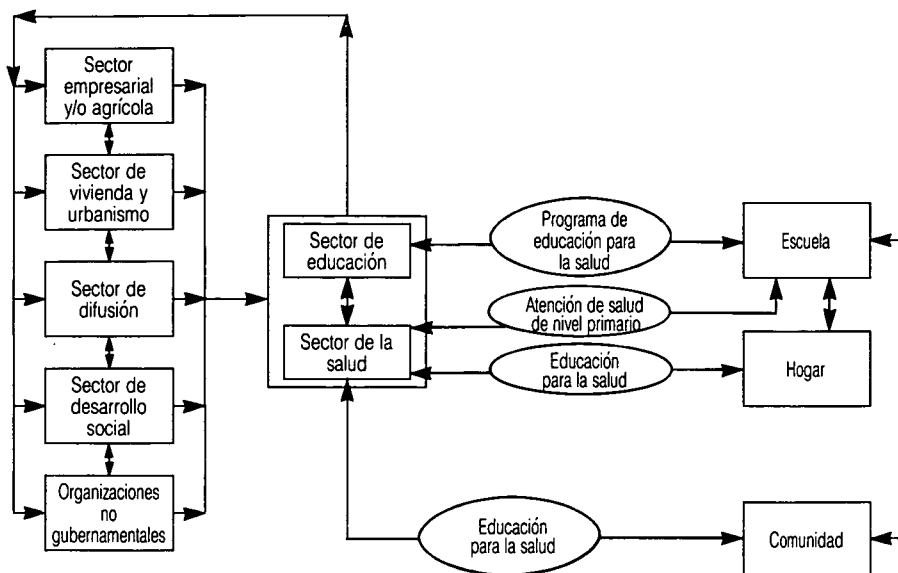 Sector
empresarial
y/o agrícola
Sector de
vivienda y
urbanismo
Sector de
difusión
Sector de
desarrollo
social
Organizaciones
no
gubernamentales
Sector de
educación
Sector de la
salud
Programa de
educación para
la salud
Atención de salud
de nivel primario
Educación
para la salud
Educación
para la salud
Escuela
Hogar
Comunidad